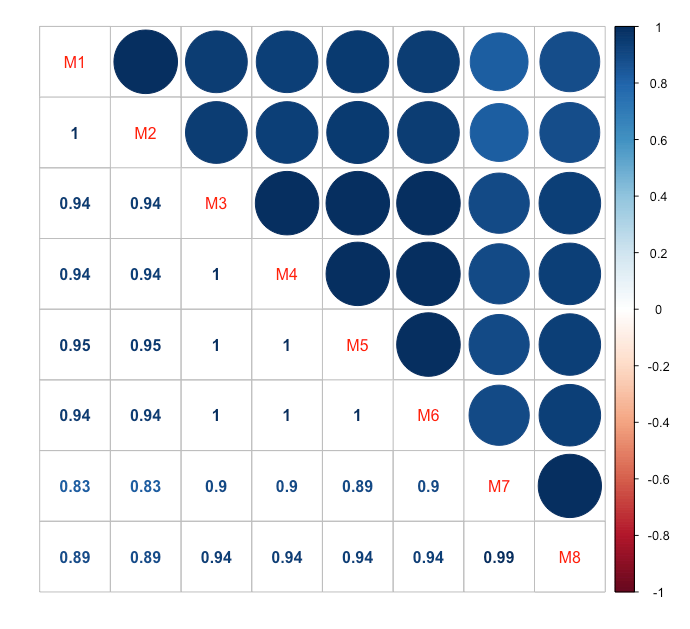 M1
1 M2
0.94 0.94 M3
0.94 0.94 1 M4
0.95 0.95 1 1 M5
0.94 0.94 1 1 1 M6
0.83 0.83 0.9 0.9 0.89 0.9 M7
0.89 0.89 0.94 0.94 0.94 0.94 0.99 M8
1
0.8
0.6
0.4
0.2
0
-0.2
-0.4
-0.6
-0.8
-1